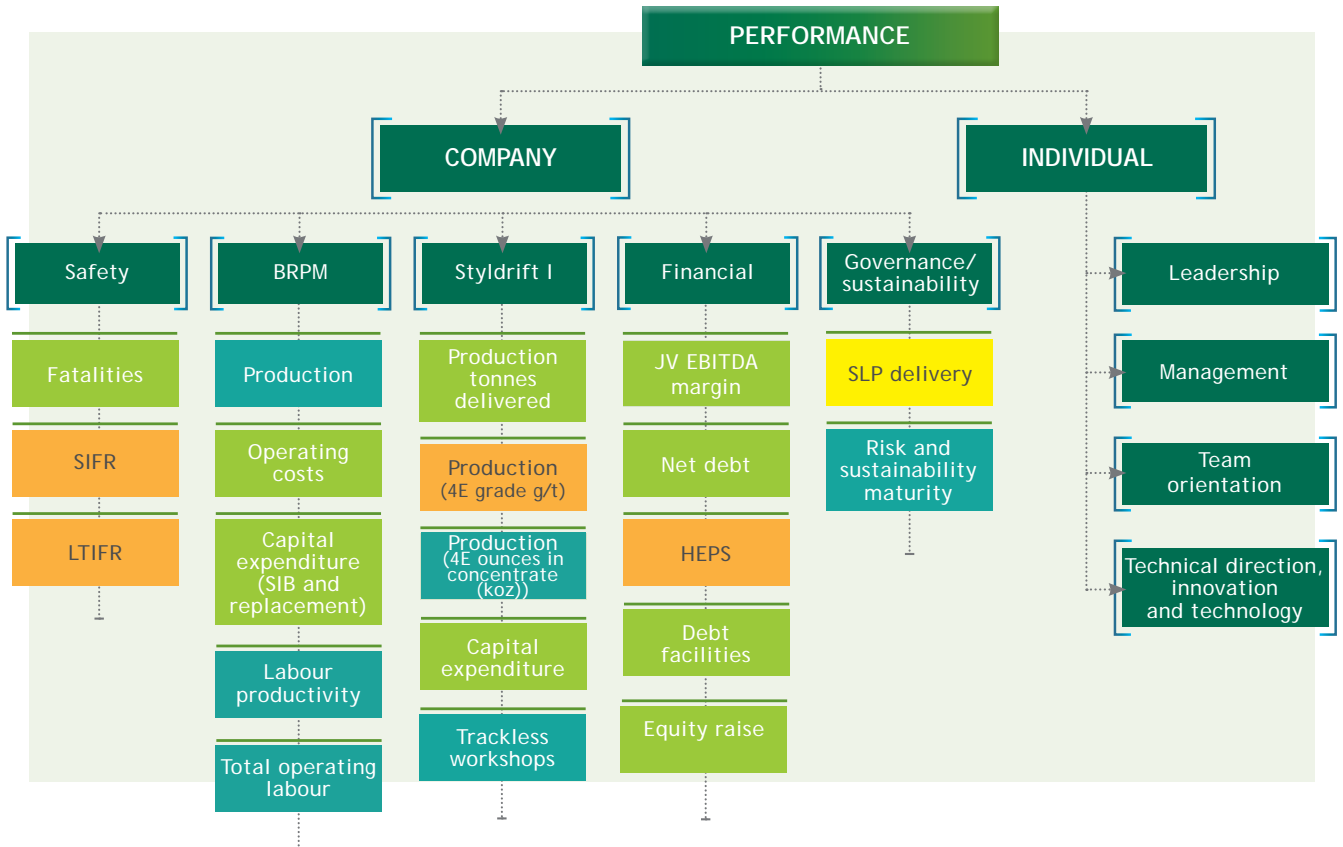 PERFORMANCE
COMPANY
INDIVIDUAL
Safety
BRPM
Styldrift I
Financial
Governance/
sustainability
Fatalities
SIFR
LTIFR
Production
Operating
costs
Capital
expenditure
(SIB and
replacement)
Labour
productivity
Total operating
labour
Production
tonnes
delivered
Production
(4E grade g/t)
Production
(4E ounces in
concentrate
(koz))
Capital
expenditure
Trackless
workshops
JV EBITDA
margin
Net debt
HEPS
Debt
facilities
Equity raise
SLP delivery
Risk and
sustainability
maturity
Leadership
Management
Team
orientation
Technical direction,
innovation
and technology